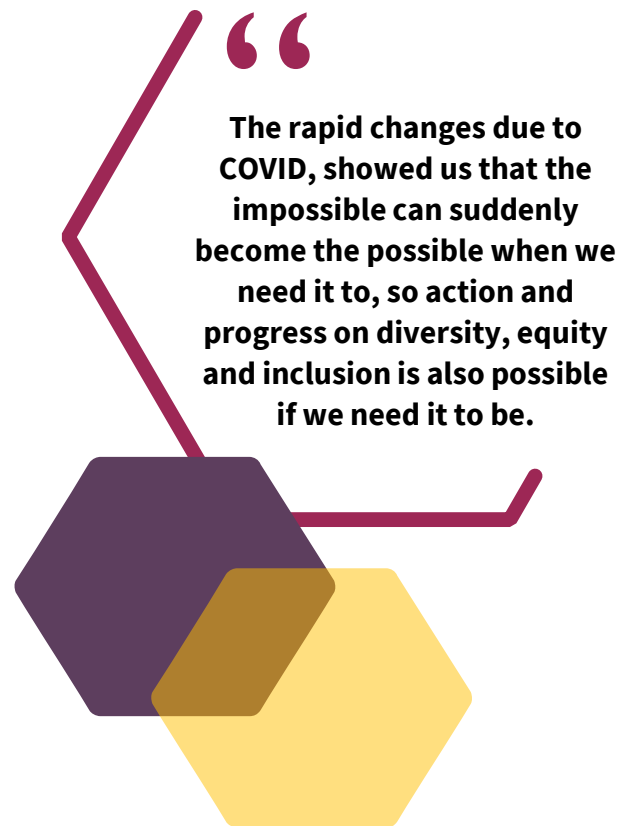 “
The rapid changes due to
COVID, showed us that the
impossible can suddenly
become the possible when we
need it to, so action and
progress on diversity, equity
and inclusion is also possible
if we need it to be.